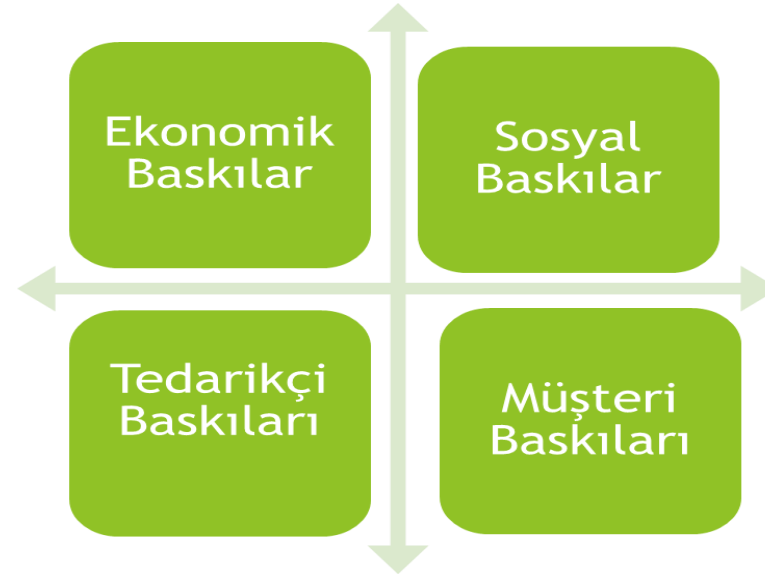 Ekonomik
Baskılar
Sosyal
Baskılar
Tedarikçi
Baskıları
Müşteri
Baskıları